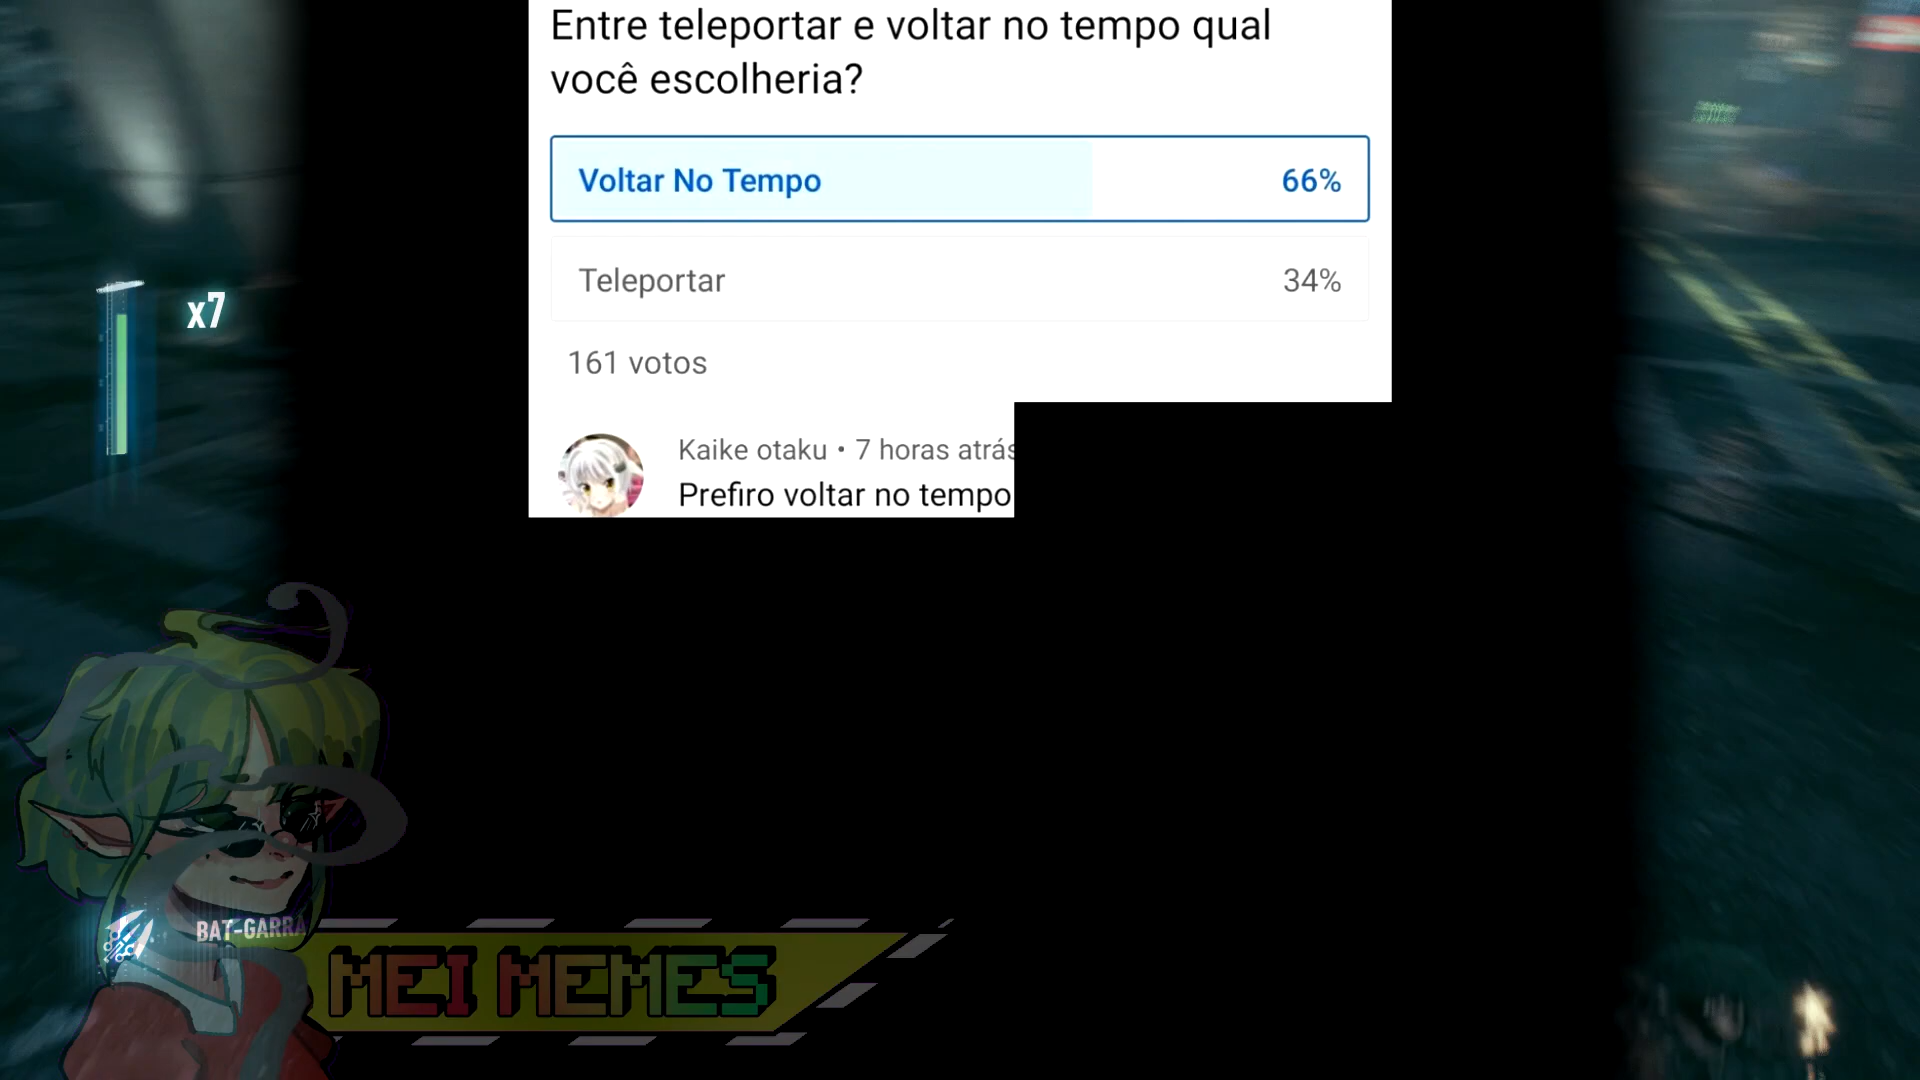 Entre teleportar e voltar no tempo qual
você escolheria?
Voltar No Tempo 66%
Teleportar 34%
161 votos
Kaike otaku • 7 horas atrás
Prefiro voltar no tempo
x7
BAT-GARRA
MEI MEMES